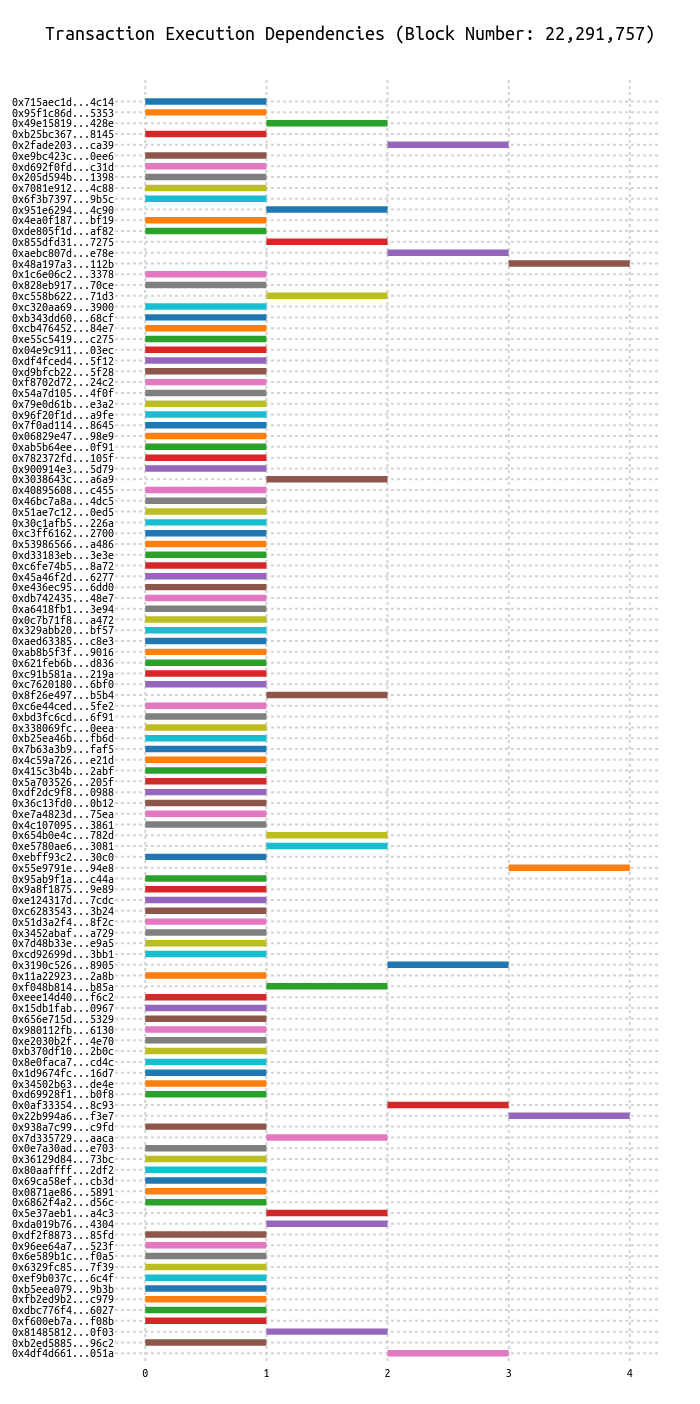 Transaction Execution Dependencies (Block Number: 22,291,757)
0x715aec1d...4c14
0x95f1c86d...5353
0x49e15819...428e
0xb25bc367...8145
0x2fade203...ca39
0xe9bc423c...0ee6
0xd692f0fd...c31d
0x205d594b...1398
0x7081e912...4c88
0x6f3b7397...9b5c
0x951e6294...4c90
0x4ea0f187...bf19
0xde805f1d...af82
0x855dfd31...7275
0xaebc807d...e78e
0x48a197a3...112b
0x1c6e06c2...3378
0x828eb917...70ce
0xc558b622...71d3
0xc320aa69...3900
0xb343dd60...68cf
0xcb476452...84e7
0xe55c5419...c275
0x04e9c911...03ec
0xdf4fced4...5f12
0xd9bfcb22...5f28
0xf8702d72...24c2
0x54a7d105...4f0f
0x79e0d61b...e3a2
0x96f20f1d...a9fe
0x7f0ad114...8645
0x06829e47...98e9
0xab5b64ee...0f91
0x782372fd...105f
0x900914e3...5d79
0x3038643c...a6a9
0x40895608...c455
0x46bc7a8a...4dc5
0x51ae7c12...0ed5
0x30c1afb5...226a
0xc3ff6162...2700
0x53986566...a486
0xd33183eb...3e3e
0xc6fe74b5...8a72
0x45a46f2d...6277
0xe436ec95...6dd0
0xdb742435...48e7
0xa6418fb1...3e94
0x0c7b71f8...a472
0x329abb20...bf57
0xaed63385...c8e3
0xab8b5f3f...9016
0x621feb6b...d836
0xc91b581a...219a
0xc7620180...6bf0
0x8f26e497...b5b4
0xc6e44ced...5fe2
0xbd3fc6cd...6f91
0x338069fc...0eea
0xb25ea46b...fb6d
0x7b63a3b9...faf5
0x4c59a726...e21d
0x415c3b4b...2abf
0x5a703526...205f
0xdf2dc9f8...0988
0x36c13fd0...0b12
0xe7a4823d...75ea
0x4c107095...3861
0x654b0e4c...782d
0xe5780ae6...3081
0xebff93c2...30c0
0x55e9791e...94e8
0x95ab9f1a...c44a
0x9a8f1875...9e89
0xe124317d...7cdc
0xc6283543...3b24
0x51d3a2f4...8f2c
0x3452abaf...a729
0x7d48b33e...e9a5
0xcd92699d...3bb1
0x3190c526...8905
0x11a22923...2a8b
0xf048b814...b85a
0xeee14d40...f6c2
0x15db1fab...0967
0x656e715d...5329
0x980112fb...6130
0xe2030b2f...4e70
0xb370df10...2b0c
0x8e0faca7...cd4c
0x1d9674fc...16d7
0x34502b63...de4e
0xd69928f1...b0f8
0x0af33354...8c93
0x22b994a6...f3e7
0x938a7c99...c9fd
0x7d335729...aaca
0x0e7a30ad...e703
0x36129d84...73bc
0x80aaffff...2df2
0x69ca58ef...cb3d
0x0871ae86...5891
0x6862f4a2...d56c
0x5e37aeb1...a4c3
0xda019b76...4304
0xdf2f8873...85fd
0x96ee64a7...523f
0x6e589b1c...f0a5
0x6329fc85...7f39
0xef9b037c...6c4f
0xb5eea079...9b3b
0xfb2ed9b2...c979
0xdbc776f4...6027
0xf600eb7a...f08b
0x81485812...0f03
0xb2ed5885...96c2
0x4df4d661...051a
0 1 2 3 4